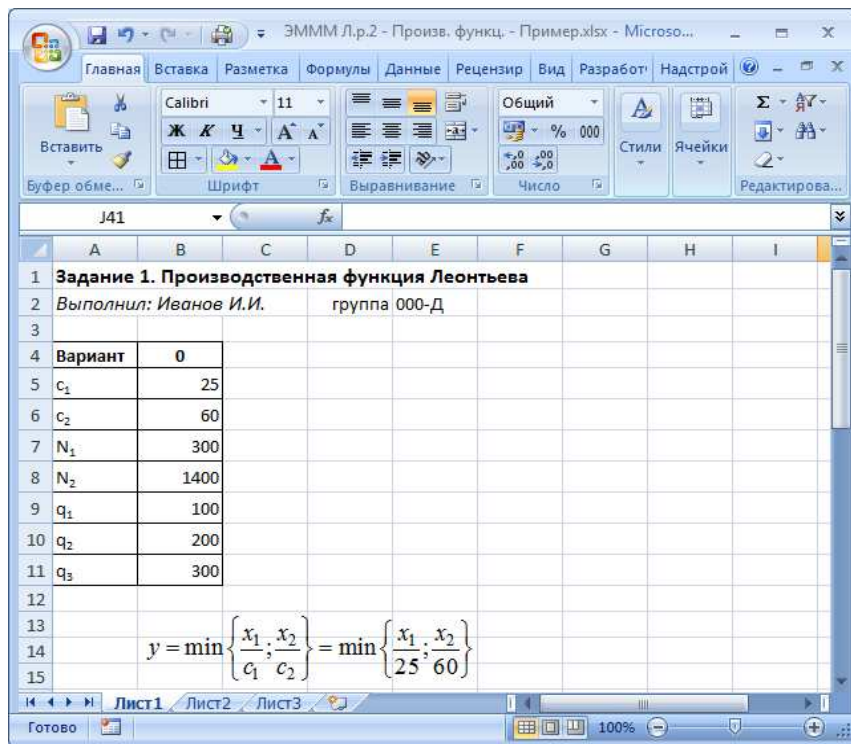 ЭМММ Л.р.2 - Произв. функц. - Пример.xlsx - Microso...
Главная Вставка Разметка Формулы Данные Рецензир Вид Разработ Надстрой
Calibri 11 Общий Σ
Ж К Ч А А % 000 Стили Ячейки
Вставить
Буфер обме... Шрифт Выравнивание Число Редактирова...
J41 fx
A B C D E F G H I
1 Задание 1. Производственная функция Леонтьева
2 Выполнил: Иванов И.И. группа 000-Д
3
4 Вариант 0
5 c₁ 25
6 c₂ 60
7 N₁ 300
8 N₂ 1400
9 q₁ 100
10 q₂ 200
11 q₃ 300
12
13
14 y = min{x₁/c₁; x₂/c₂} = min{x₁/25; x₂/60}
15
Лист1 Лист2 Лист3
Готово 100%